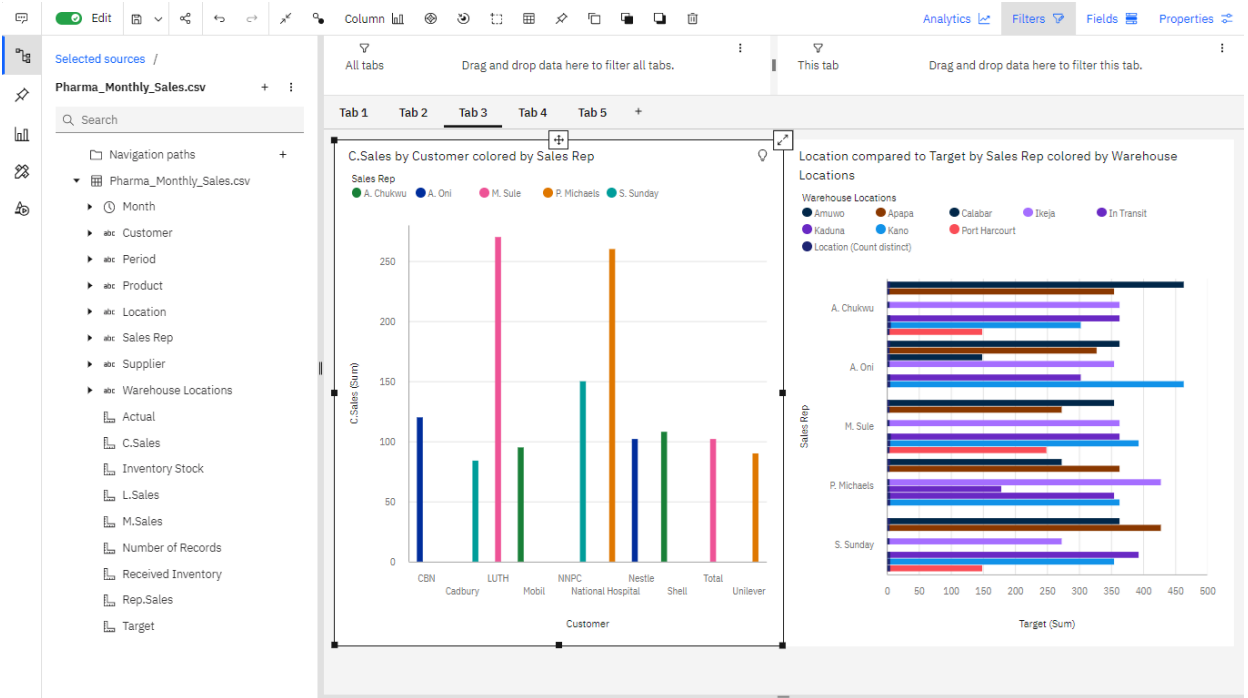 Edit
Column
Analytics
Filters
Fields
Properties
Selected sources /
Pharma_Monthly_Sales.csv
Search
Navigation paths
Pharma_Monthly_Sales.csv
Month
abc Customer
abc Period
abc Product
abc Location
abc Sales Rep
abc Supplier
abc Warehouse Locations
Actual
C.Sales
Inventory Stock
L.Sales
M.Sales
Number of Records
Received Inventory
Rep.Sales
Target
All tabs
Drag and drop data here to filter all tabs.
This tab
Drag and drop data here to filter this tab.
Tab 1 Tab 2 Tab 3 Tab 4 Tab 5 +
C.Sales by Customer colored by Sales Rep
Sales Rep
A. Chukwu A. Oni M. Sule P. Michaels S. Sunday
C.Sales (Sum)
250
200
150
100
50
0
CBN LUTH NNPC Nestle Total
Cadbury Mobil National Hospital Shell Unilever
Customer
Location compared to Target by Sales Rep colored by Warehouse
Locations
Warehouse Locations
Amuwo Apapa Calabar Ikeja In Transit
Kaduna Kano Port Harcourt
Location (Count distinct)
Sales Rep
A. Chukwu
A. Oni
M. Sule
P. Michaels
S. Sunday
0 50 100 150 200 250 300 350 400 450 500
Target (Sum)